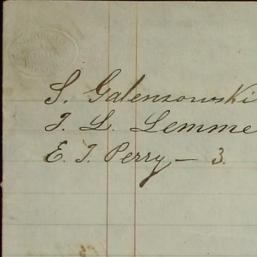 S. Galenzowski
T. L. Lemme
E. T. Perry — 3.